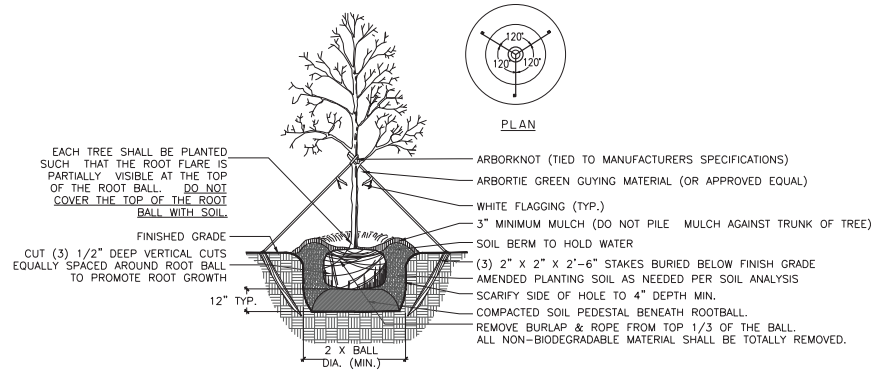 120°
120°
120°
PLAN
EACH TREE SHALL BE PLANTED
SUCH THAT THE ROOT FLARE IS
PARTIALLY VISIBLE AT THE TOP
OF THE ROOT BALL. DO NOT
COVER THE TOP OF THE ROOT
BALL WITH SOIL.
FINISHED GRADE
CUT (3) 1/2" DEEP VERTICAL CUTS
EQUALLY SPACED AROUND ROOT BALL
TO PROMOTE ROOT GROWTH
12" TYP.
2 X BALL
DIA. (MIN.)
ARBORKNOT (TIED TO MANUFACTURERS SPECIFICATIONS)
ARBORTIE GREEN GUYING MATERIAL (OR APPROVED EQUAL)
WHITE FLAGGING (TYP.)
3" MINIMUM MULCH (DO NOT PILE MULCH AGAINST TRUNK OF TREE)
SOIL BERM TO HOLD WATER
(3) 2" X 2" X 2'-6" STAKES BURIED BELOW FINISH GRADE
AMENDED PLANTING SOIL AS NEEDED PER SOIL ANALYSIS
SCARIFY SIDE OF HOLE TO 4" DEPTH MIN.
COMPACTED SOIL PEDESTAL BENEATH ROOTBALL.
REMOVE BURLAP & ROPE FROM TOP 1/3 OF THE BALL.
ALL NON-BIODEGRADABLE MATERIAL SHALL BE TOTALLY REMOVED.